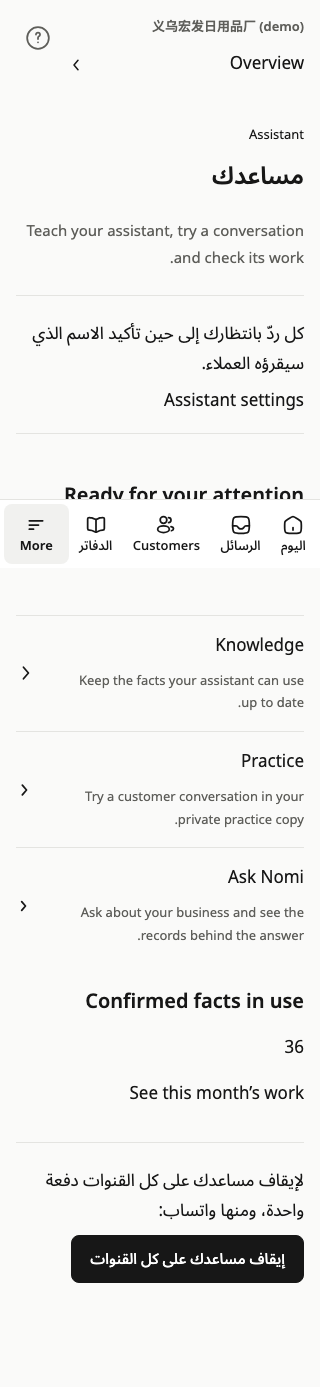 义乌宏发日用品厂 (demo)
Overview
Assistant
مساعدك
Teach your assistant, try a conversation
and check its work.
كل ردّ بانتظارك إلى حين تأكيد الاسم الذي
سيقرؤه العملاء.
Assistant settings
Ready for your attention
More
الدفاتر
Customers
الرسائل
اليوم
Knowledge
Keep the facts your assistant can use
up to date.
Practice
Try a customer conversation in your
private practice copy.
Ask Nomi
Ask about your business and see the
records behind the answer.
Confirmed facts in use
36
See this month’s work
لإيقاف مساعدك على كل القنوات دفعة
واحدة، ومنها واتساب:
إيقاف مساعدك على كل القنوات